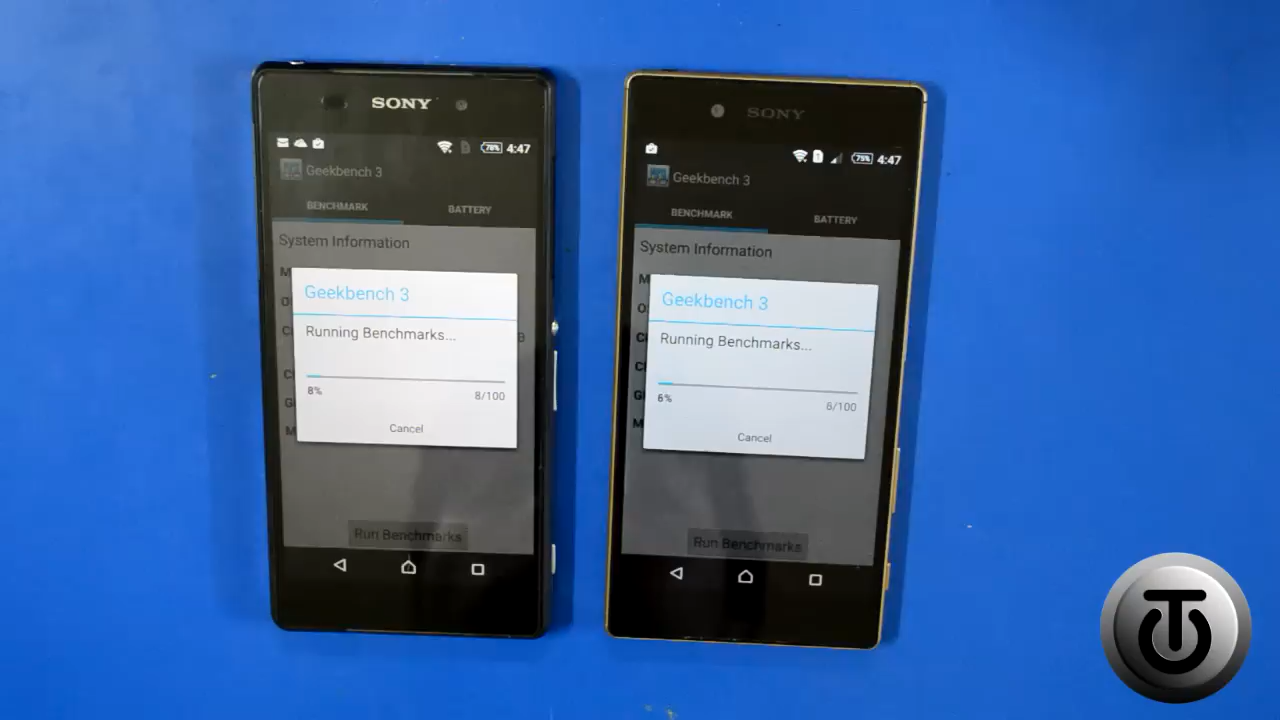 SONY
78% 4:47
Geekbench 3
BENCHMARK BATTERY
System Information
M
O
C
B
C
G
M
Geekbench 3
Running Benchmarks...
8% 8/100
Cancel
Run Benchmarks
SONY
75% 4:47
Geekbench 3
BENCHMARK BATTERY
System Information
M
O
C
C
G
M
Geekbench 3
Running Benchmarks...
6% 6/100
Cancel
Run Benchmarks